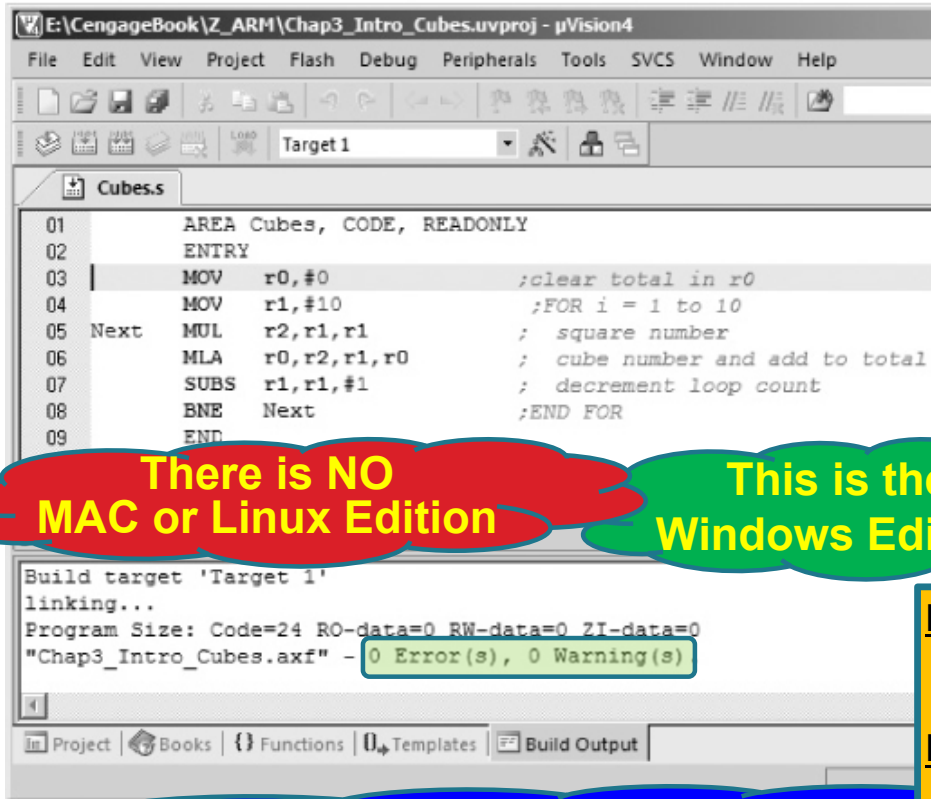 E:\CengageBook\Z_ARM\Chap3_Intro_Cubes.uvproj - µVision4
File Edit View Project Flash Debug Peripherals Tools SVCS Window Help
LOAD Target 1
Cubes.s
01 AREA Cubes, CODE, READONLY
02 ENTRY
03 MOV r0,#0 ;clear total in r0
04 MOV r1,#10 ;FOR i = 1 to 10
05 Next MUL r2,r1,r1 ; square number
06 MLA r0,r2,r1,r0 ; cube number and add to total
07 SUBS r1,r1,#1 ; decrement loop count
08 BNE Next ;END FOR
09 END
There is NO
MAC or Linux Edition
This is the
Windows Edi
Build target 'Target 1'
linking...
Program Size: Code=24 RO-data=0 RW-data=0 ZI-data=0
"Chap3_Intro_Cubes.axf" - 0 Error(s), 0 Warning(s)
Project Books {} Functions Templates Build Output